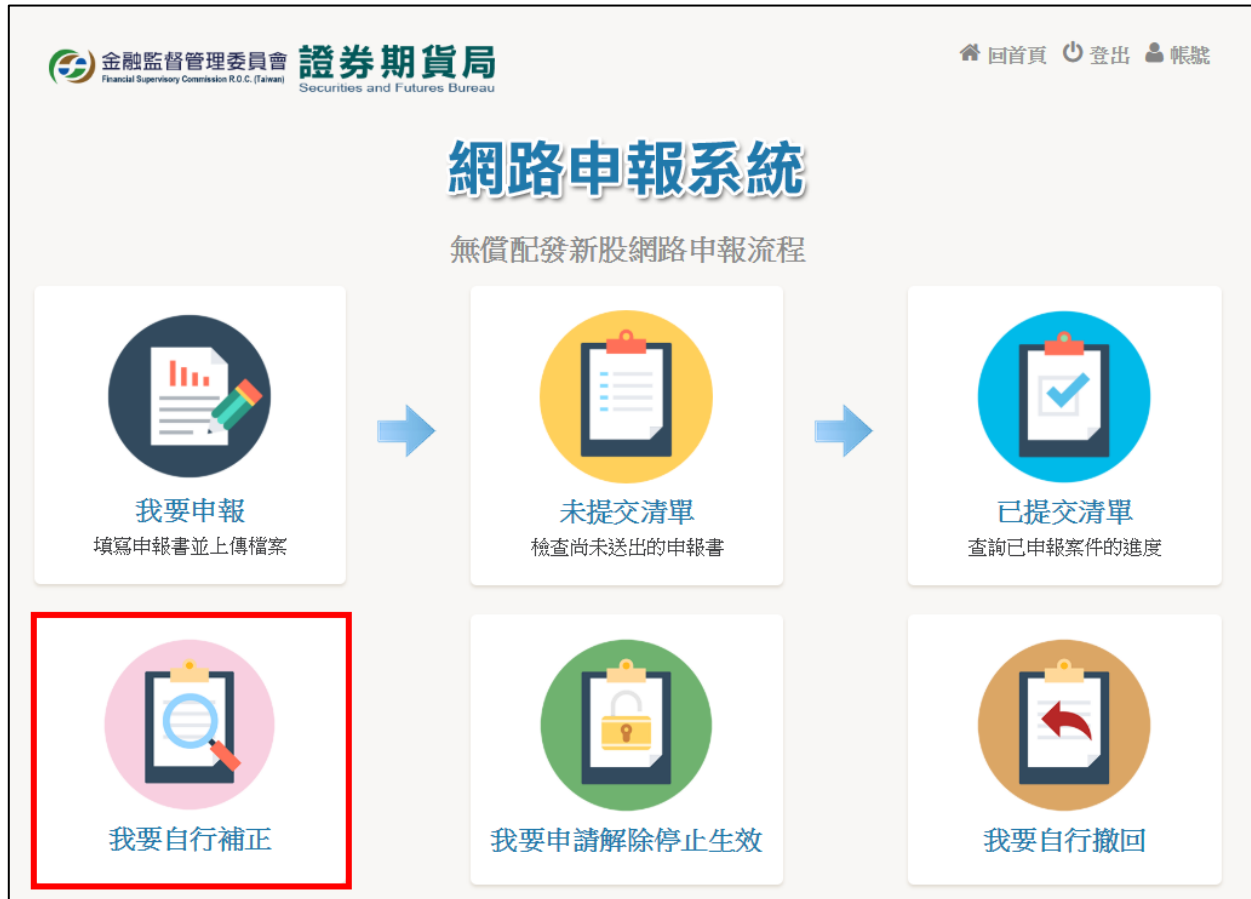 金融監督管理委員會 證券期貨局
Financial Supervisory Commission R.O.C. (Taiwan) Securities and Futures Bureau
回首頁 登出 帳號
網路申報系統
無償配發新股網路申報流程
我要申報
填寫申報書並上傳檔案
未提交清單
檢查尚未送出的申報書
已提交清單
查詢已申報案件的進度
我要自行補正
我要申請解除停止生效
我要自行撤回